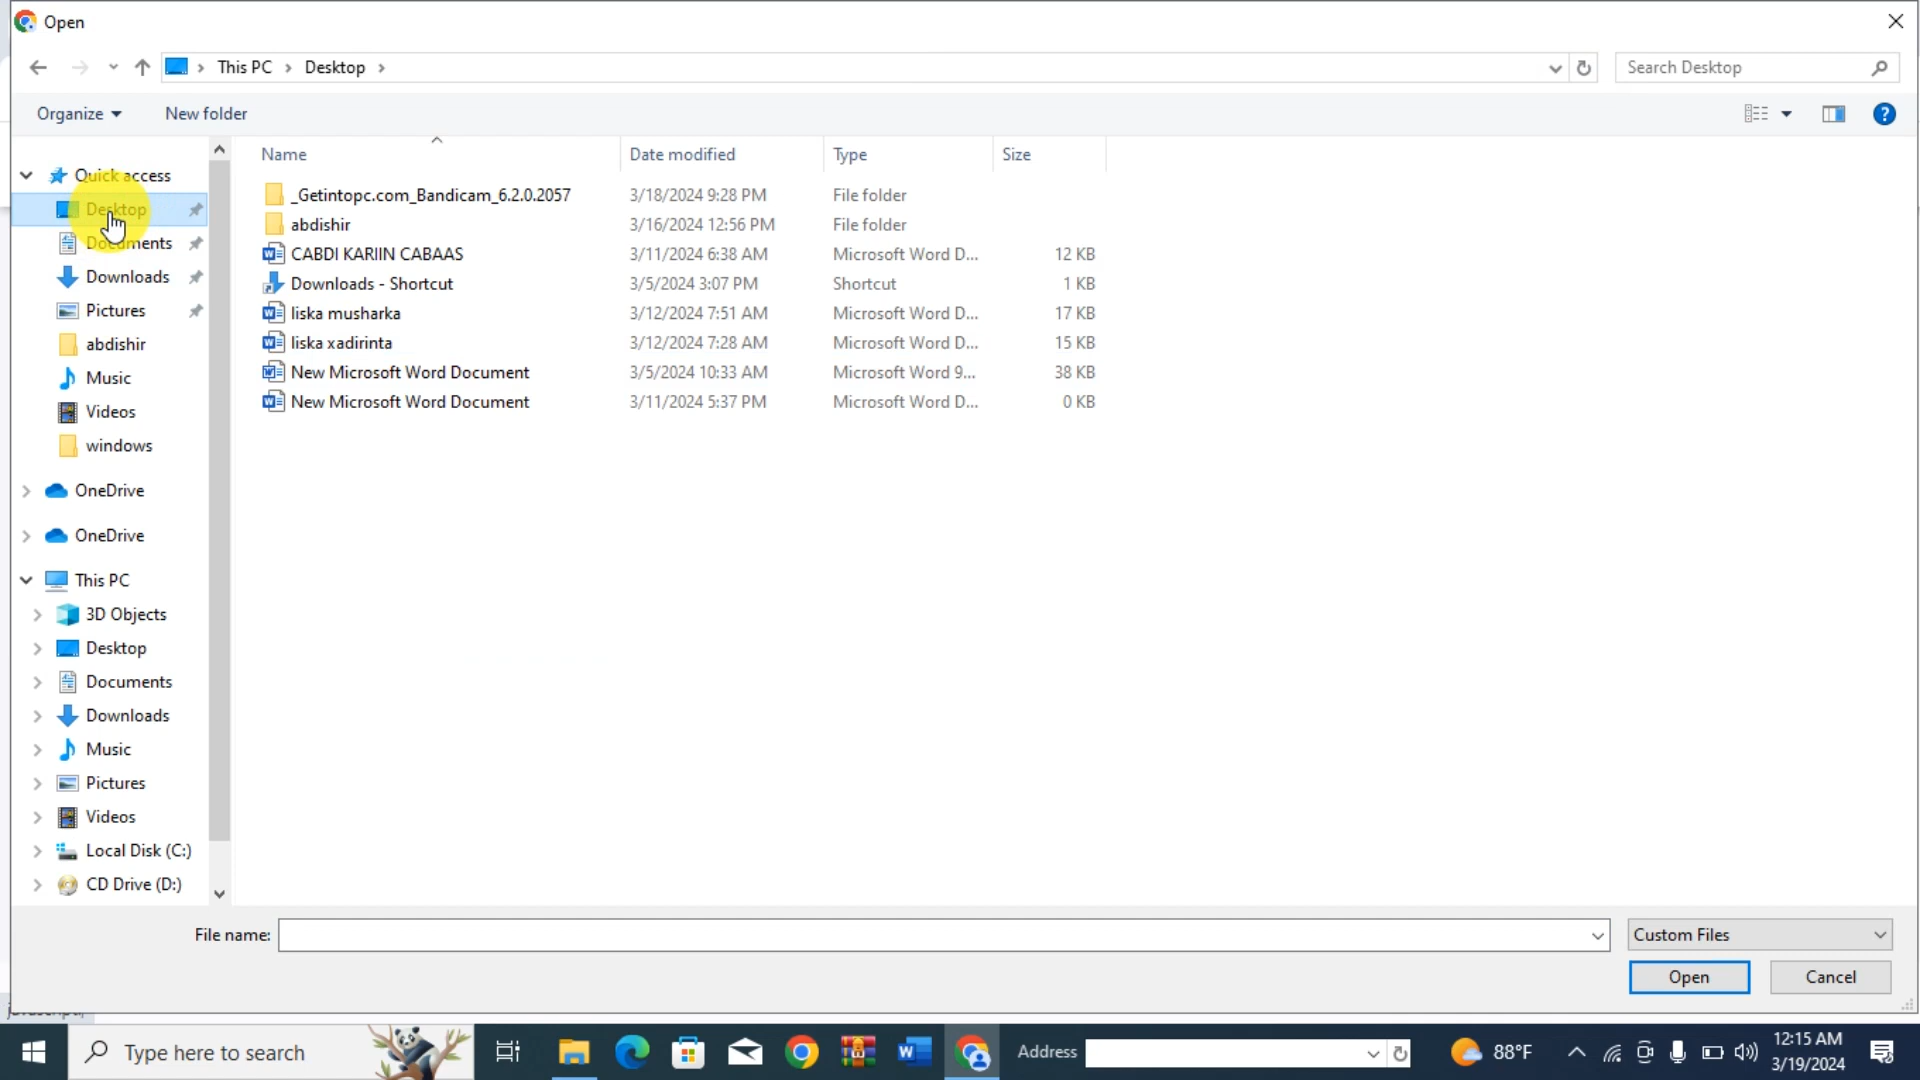 Open
This PC > Desktop >
Search Desktop
Organize
New folder
Name Date modified Type Size
Quick access
Desktop
Documents
Downloads
Pictures
abdishir
Music
Videos
windows
OneDrive
OneDrive
This PC
3D Objects
Desktop
Documents
Downloads
Music
Pictures
Videos
Local Disk (C:)
CD Drive (D:)
_Getintopc.com_Bandicam_6.2.0.2057 3/18/2024 9:28 PM File folder
abdishir 3/16/2024 12:56 PM File folder
CABDI KARIIN CABAAS 3/11/2024 6:38 AM Microsoft Word D... 12 KB
Downloads - Shortcut 3/5/2024 3:07 PM Shortcut 1 KB
liska musharka 3/12/2024 7:51 AM Microsoft Word D... 17 KB
liska xadirinta 3/12/2024 7:28 AM Microsoft Word D... 15 KB
New Microsoft Word Document 3/5/2024 10:33 AM Microsoft Word 9... 38 KB
New Microsoft Word Document 3/11/2024 5:37 PM Microsoft Word D... 0 KB
File name:
Custom Files
Open
Cancel
Type here to search
Address
88°F
12:15 AM
3/19/2024